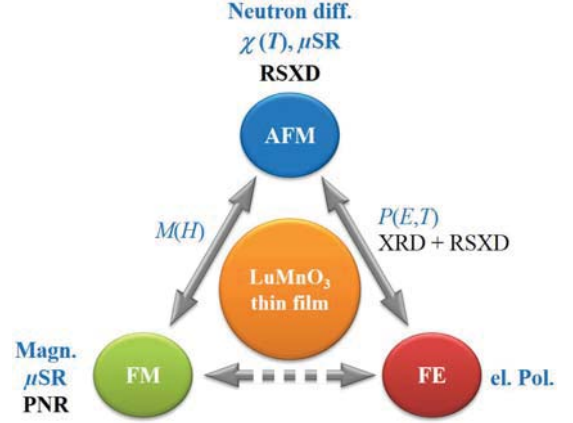 Neutron diff.
χ(T), μSR
RSXD
AFM
M(H)
P(E,T)
XRD + RSXD
LuMnO₃
thin film
Magn.
μSR
PNR
FM
FE
el. Pol.